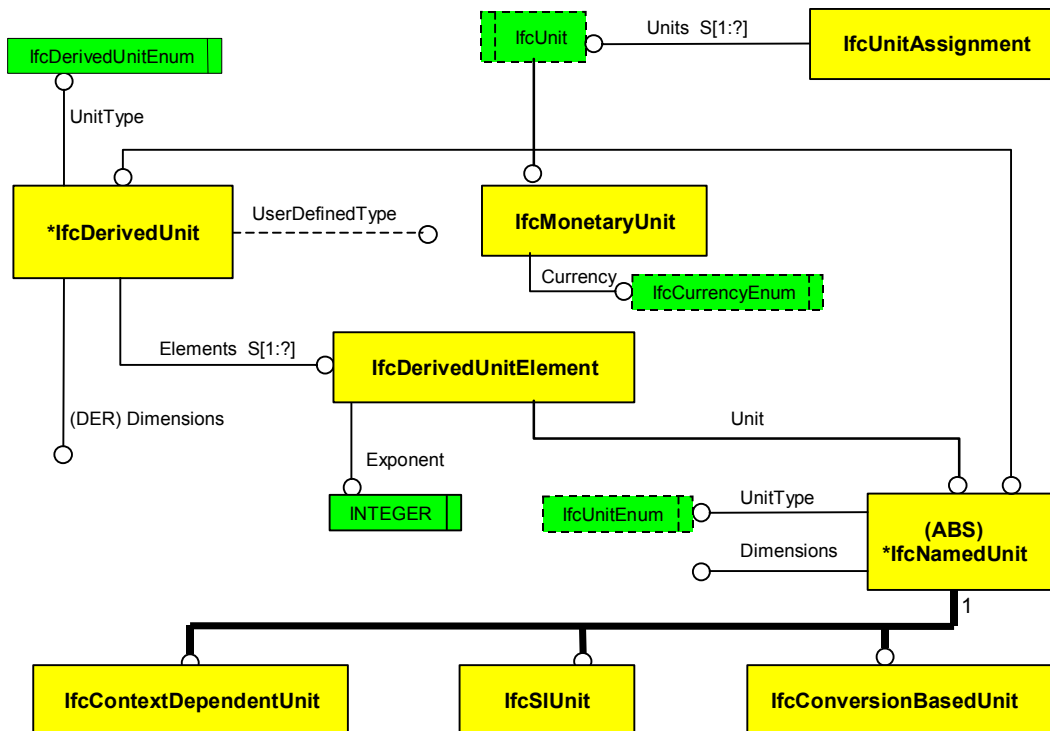 IfcUnit
Units S[1:?]
IfcUnitAssignment
IfcDerivedUnitEnum
UnitType
*IfcDerivedUnit
UserDefinedType
IfcMonetaryUnit
Currency
IfcCurrencyEnum
Elements S[1:?]
IfcDerivedUnitElement
(DER) Dimensions
Unit
Exponent
INTEGER
IfcUnitEnum
UnitType
Dimensions
(ABS)
*IfcNamedUnit
1
IfcContextDependentUnit
IfcSIUnit
IfcConversionBasedUnit